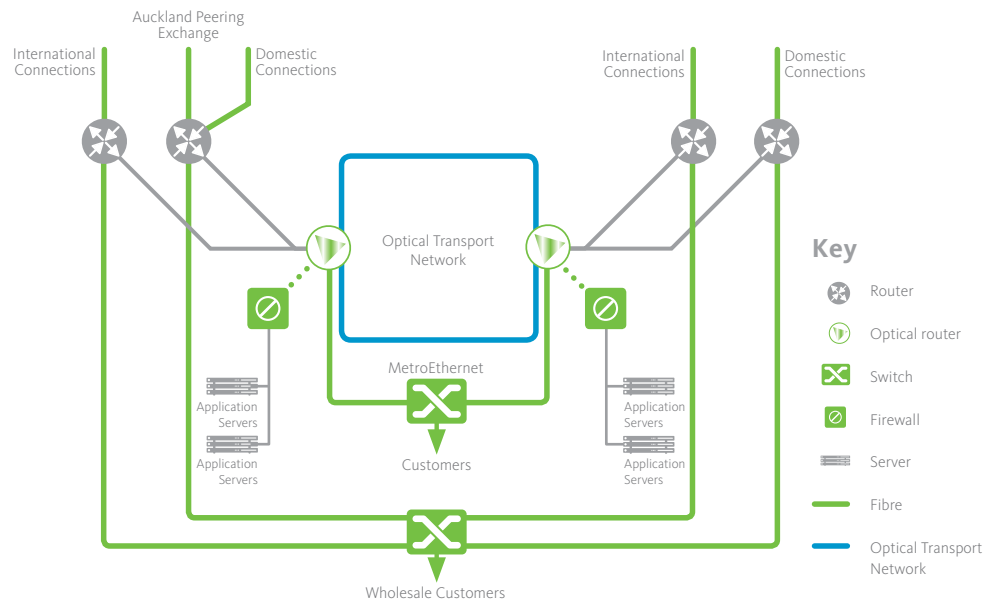 Auckland Peering
Exchange
International
Connections
Domestic
Connections
International
Connections
Domestic
Connections
Optical Transport
Network
MetroEthernet
Application
Servers
Application
Servers
Application
Servers
Application
Servers
Customers
Wholesale Customers
Key
Router
Optical router
Switch
Firewall
Server
Fibre
Optical Transport
Network